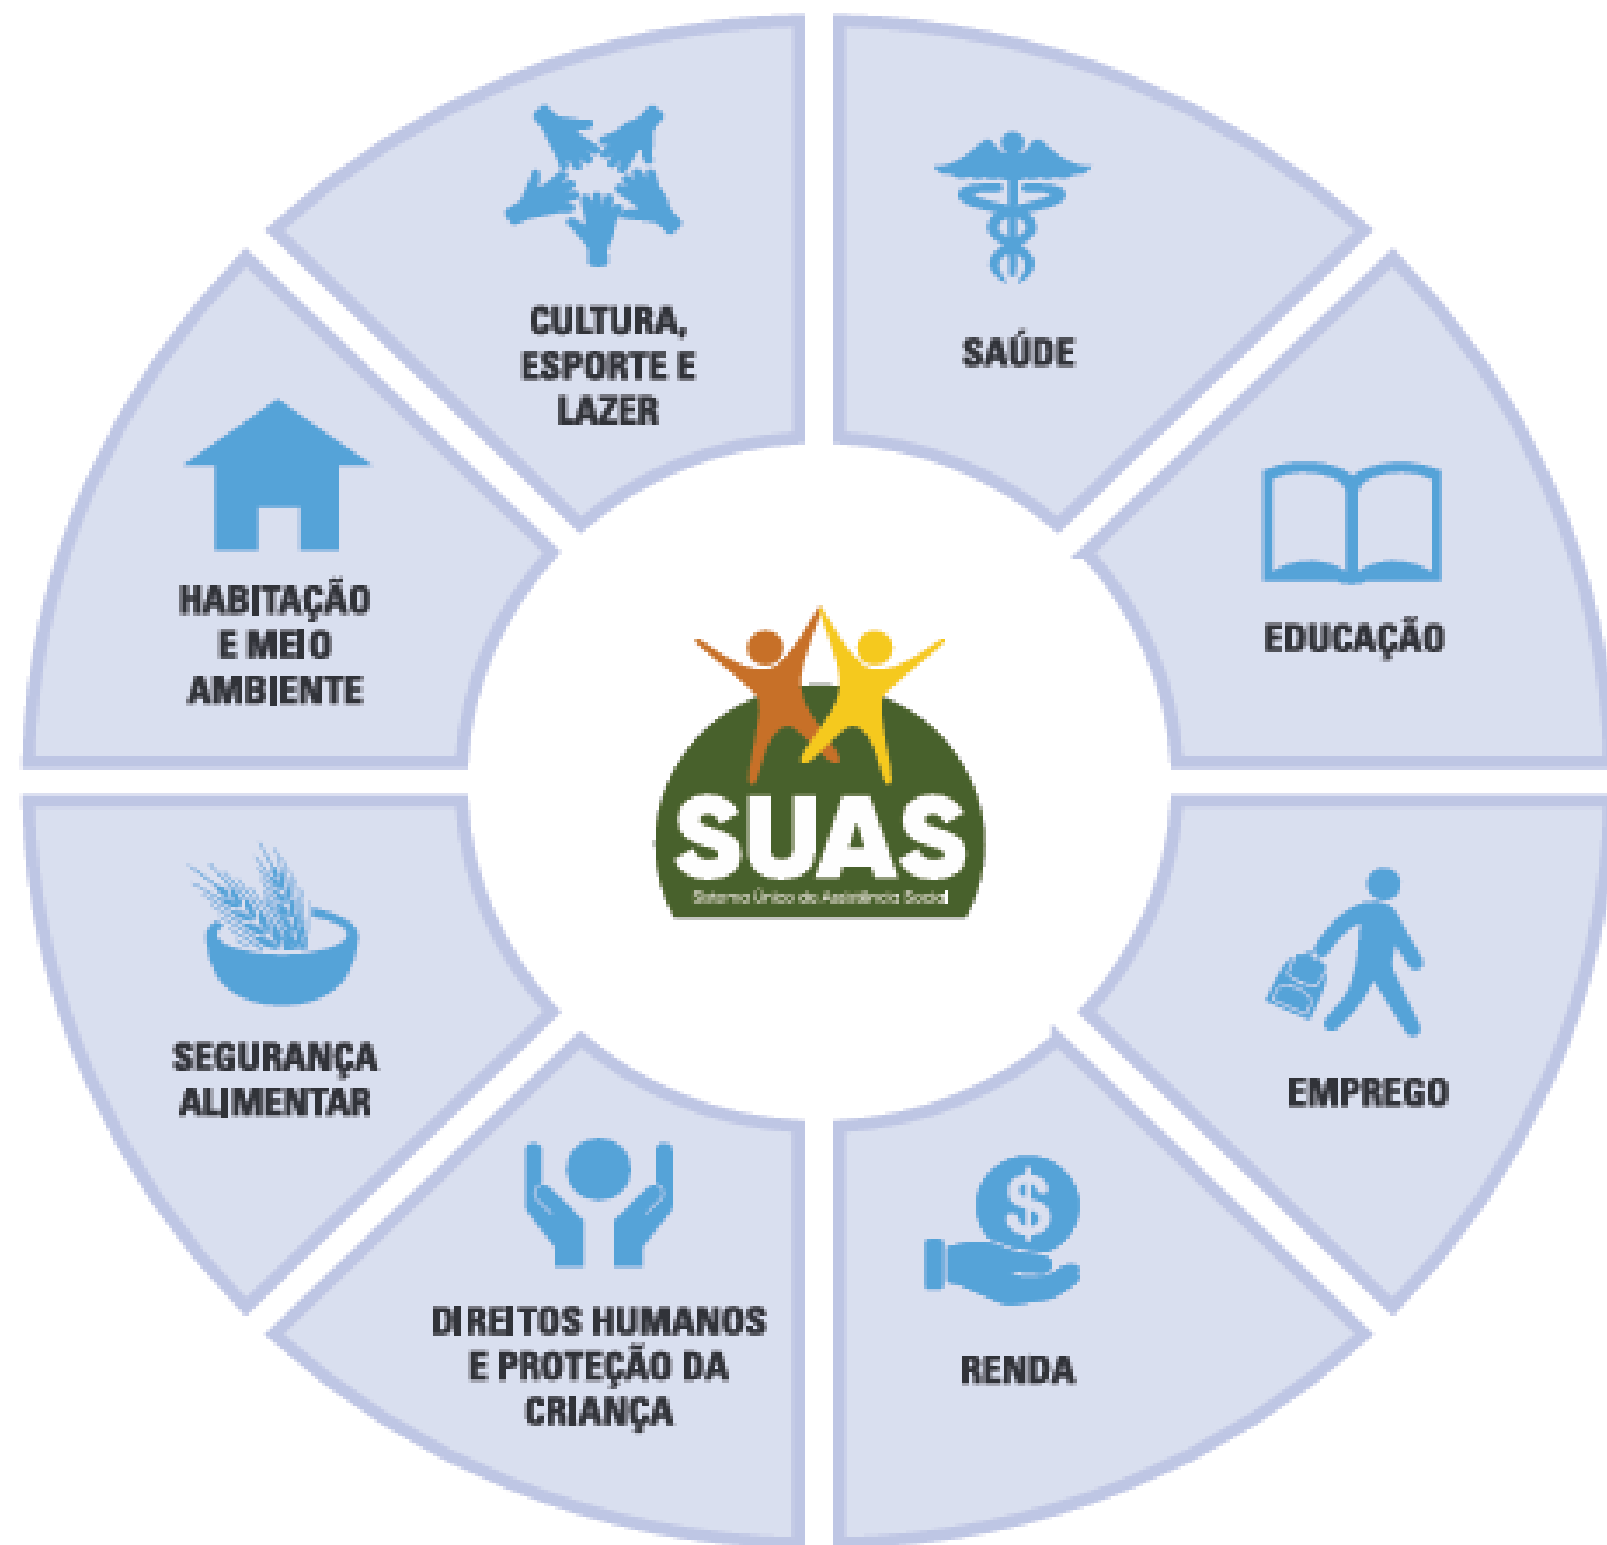 CULTURA,
ESPORTE E
LAZER
SAÚDE
EDUCAÇÃO
EMPREGO
RENDA
DIREITOS HUMANOS
E PROTEÇÃO DA
CRIANÇA
SEGURANÇA
ALIMENTAR
HABITAÇÃO
E MEIO
AMBIENTE
SUAS
Sistema Único de Assistência Social
$